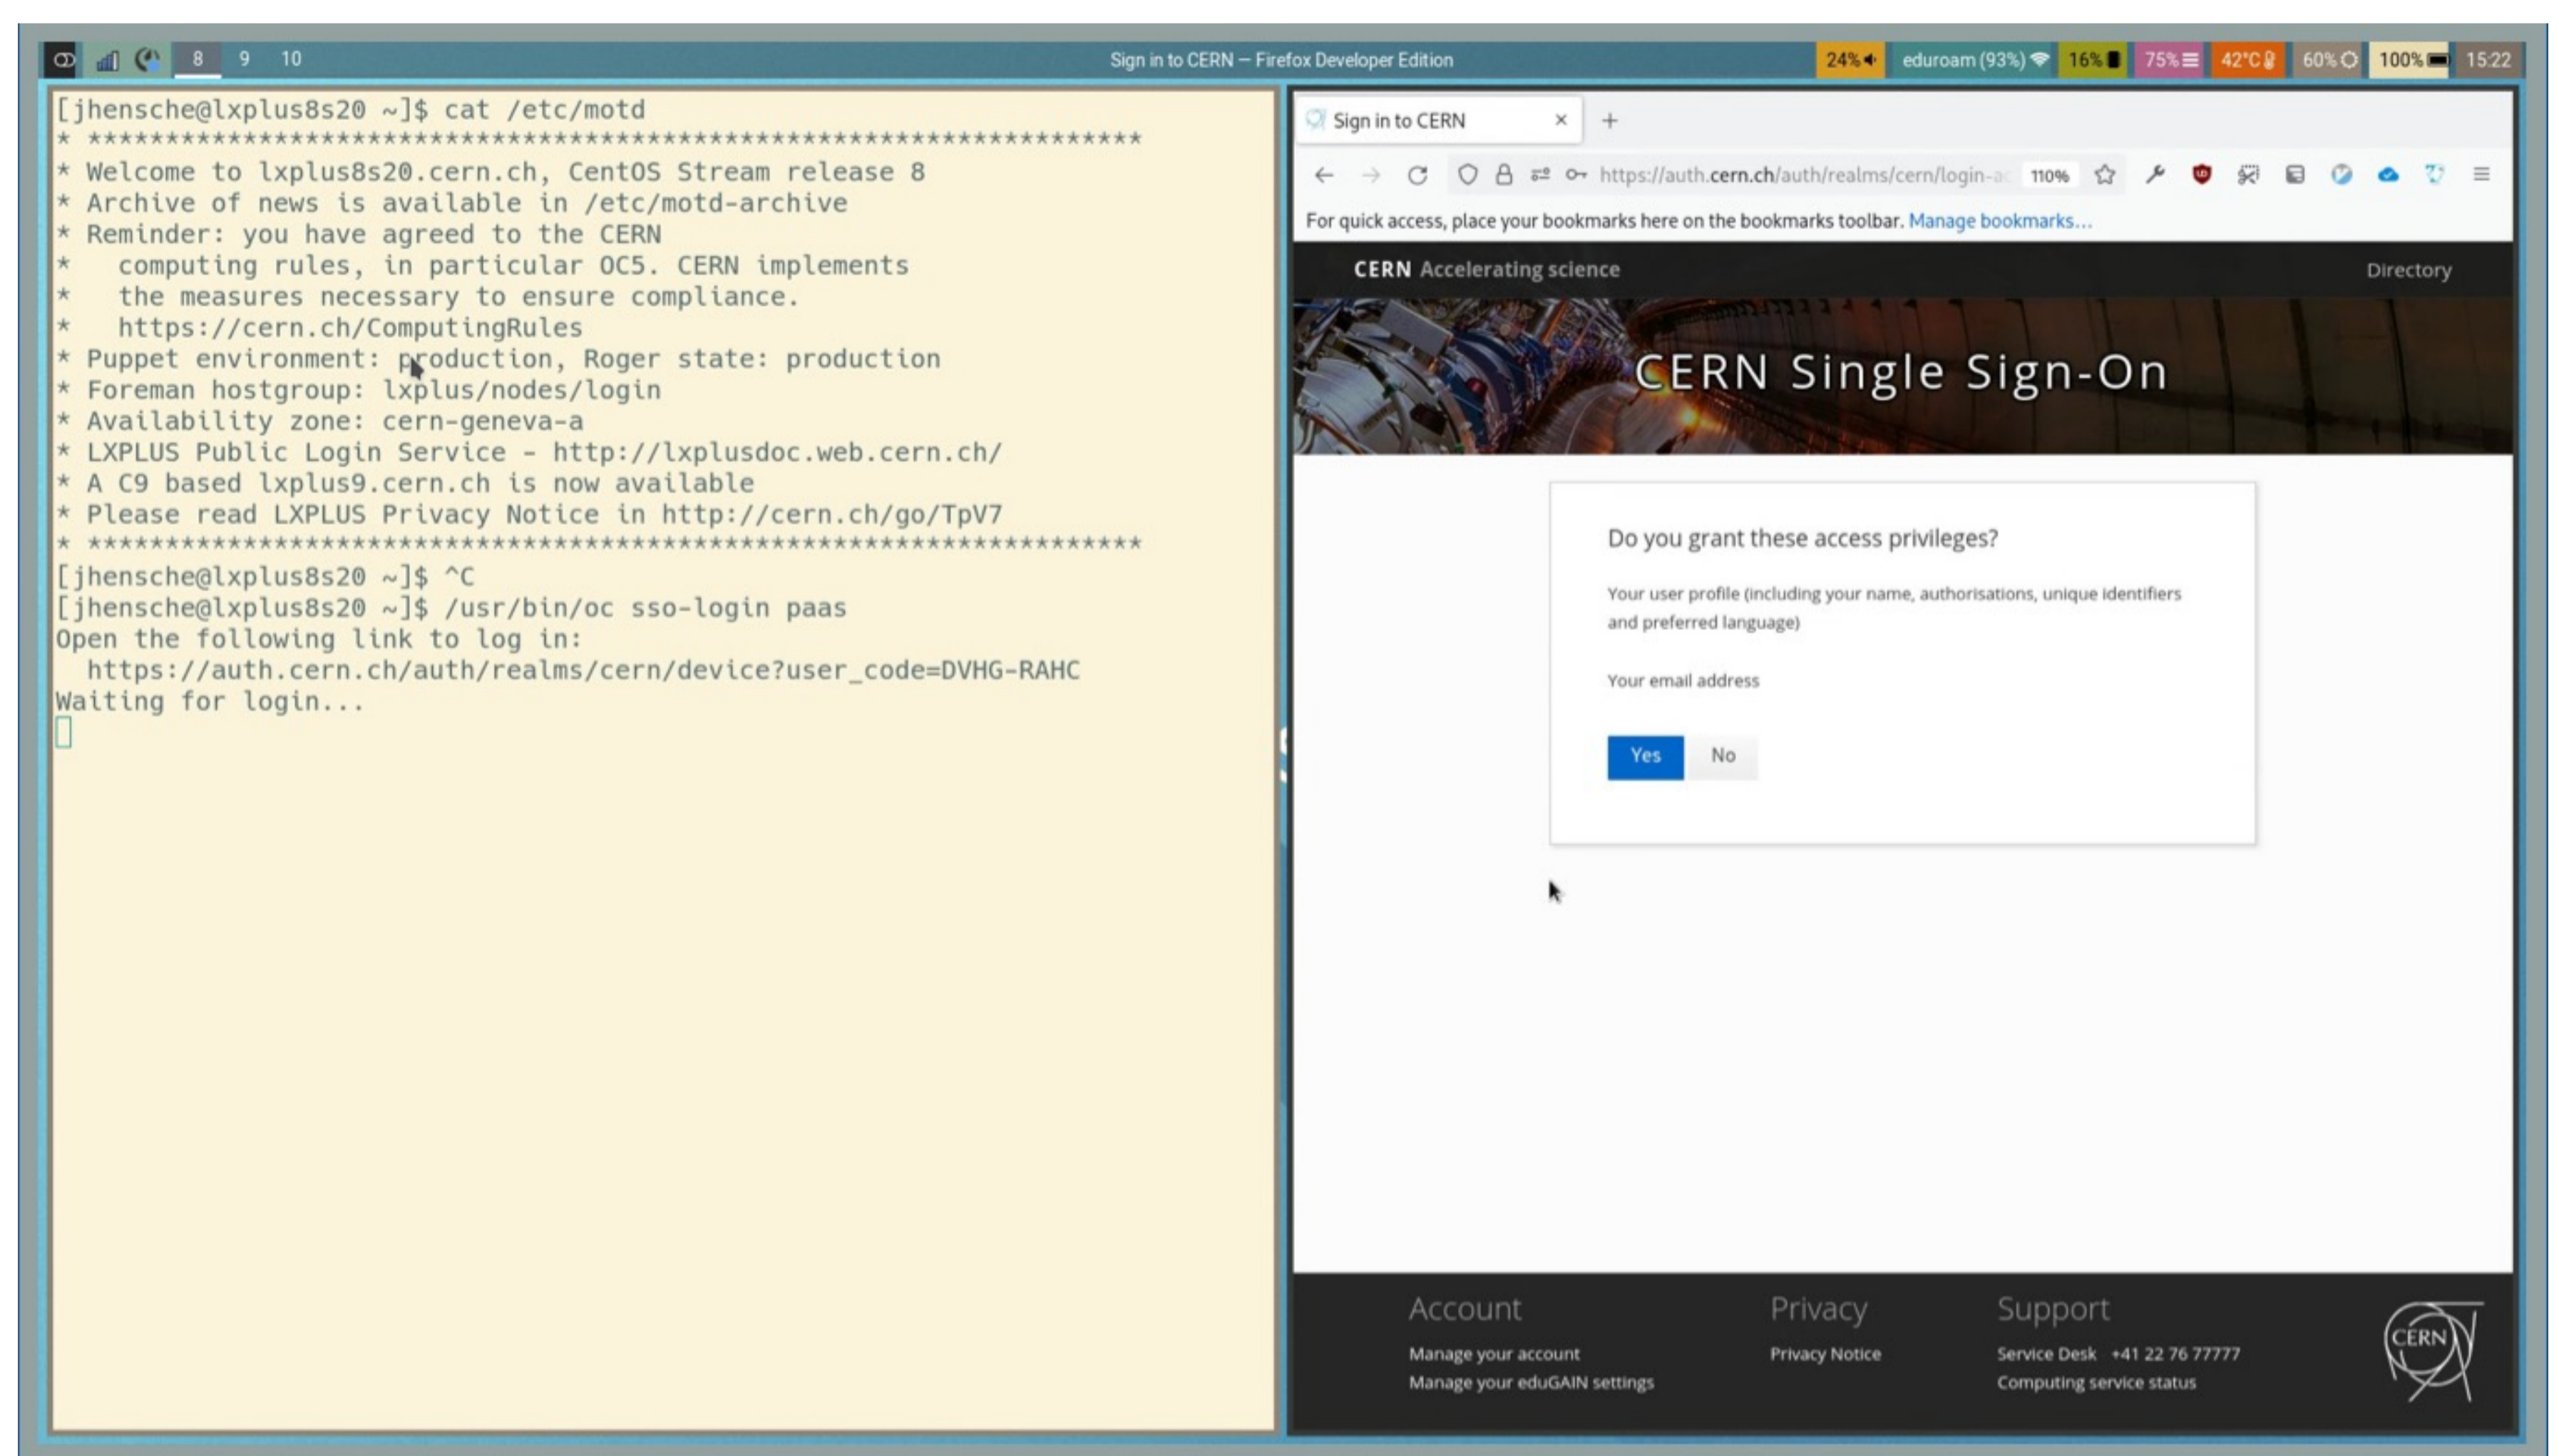 8 9 10 Sign in to CERN — Firefox Developer Edition 24% eduroam (93%) 16% 75% 42°C 60% 100% 15:22
[jhensche@lxplus8s20 ~]$ cat /etc/motd
* ********************************************************************
* Welcome to lxplus8s20.cern.ch, CentOS Stream release 8
* Archive of news is available in /etc/motd-archive
* Reminder: you have agreed to the CERN
*   computing rules, in particular OC5. CERN implements
*   the measures necessary to ensure compliance.
*   https://cern.ch/ComputingRules
* Puppet environment: production, Roger state: production
* Foreman hostgroup: lxplus/nodes/login
* Availability zone: cern-geneva-a
* LXPLUS Public Login Service - http://lxplusdoc.web.cern.ch/
* A C9 based lxplus9.cern.ch is now available
* Please read LXPLUS Privacy Notice in http://cern.ch/go/TpV7
* ********************************************************************
[jhensche@lxplus8s20 ~]$ ^C
[jhensche@lxplus8s20 ~]$ /usr/bin/oc sso-login paas
Open the following link to log in:
  https://auth.cern.ch/auth/realms/cern/device?user_code=DVHG-RAHC
Waiting for login...
Sign in to CERN
https://auth.cern.ch/auth/realms/cern/login-ac 110%
For quick access, place your bookmarks here on the bookmarks toolbar. Manage bookmarks...
CERN Accelerating science Directory
CERN Single Sign-On
Do you grant these access privileges?
Your user profile (including your name, authorisations, unique identifiers
and preferred language)
Your email address
Yes No
Account Privacy Support
Manage your account Privacy Notice Service Desk +41 22 76 77777
Manage your eduGAIN settings Computing service status
CERN